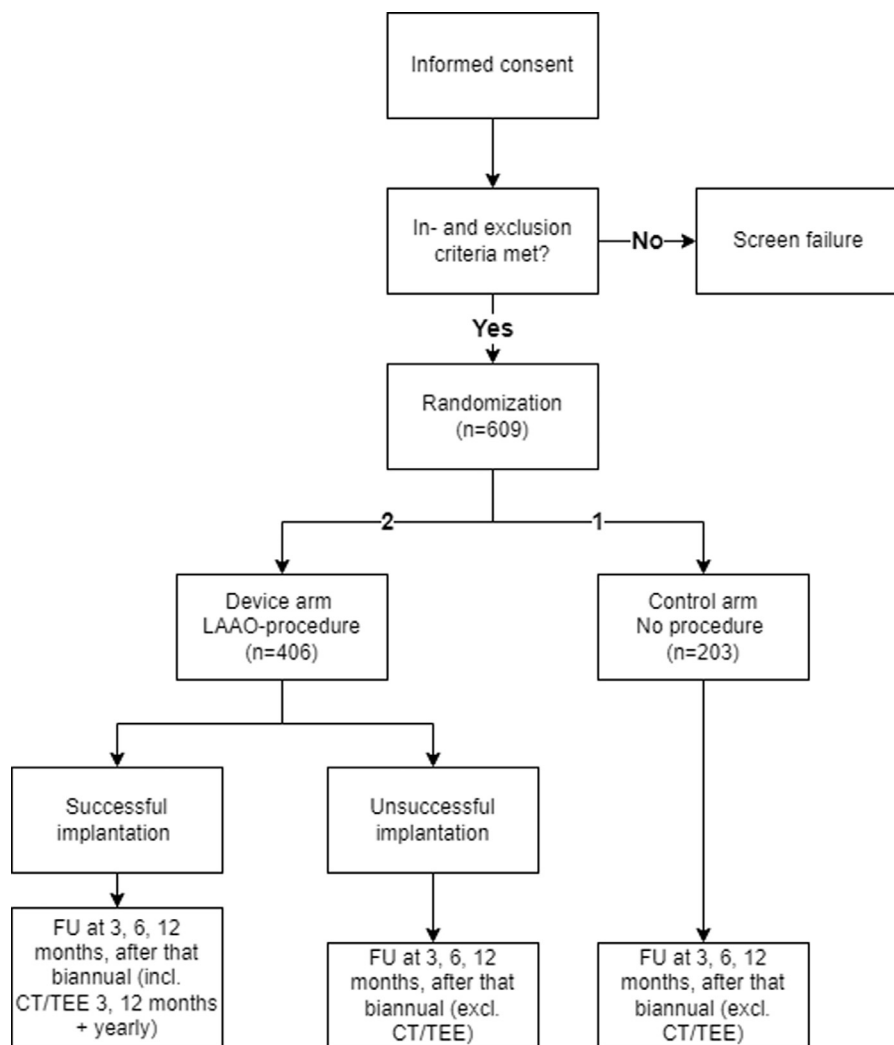 Informed consent
In- and exclusion
criteria met?
No
Screen failure
Yes
Randomization
(n=609)
2
1
Device arm
LAAO-procedure
(n=406)
Control arm
No procedure
(n=203)
Successful
implantation
Unsuccessful
implantation
FU at 3, 6, 12
months, after that
biannual (incl.
CT/TEE 3, 12 months
+ yearly)
FU at 3, 6, 12
months, after that
biannual (excl.
CT/TEE)
FU at 3, 6, 12
months, after that
biannual (excl.
CT/TEE)